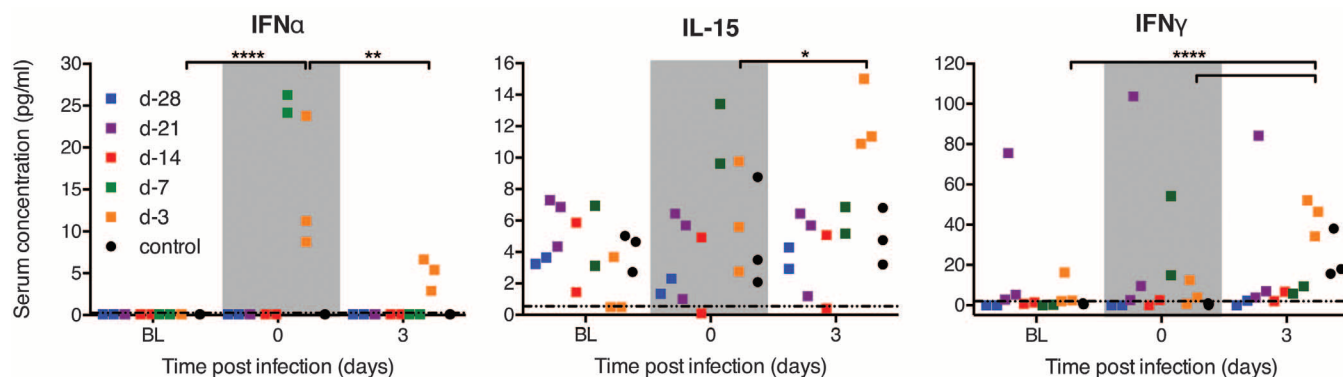 IFNα
IL-15
IFNγ
Serum concentration (pg/ml)
30
25
20
15
10
5
0
d-28
d-21
d-14
d-7
d-3
control
****
**
BL
0
3
Time post infection (days)
16
14
12
10
8
6
4
2
0
*
BL
0
3
Time post infection (days)
120
100
80
60
40
20
0
****
BL
0
3
Time post infection (days)